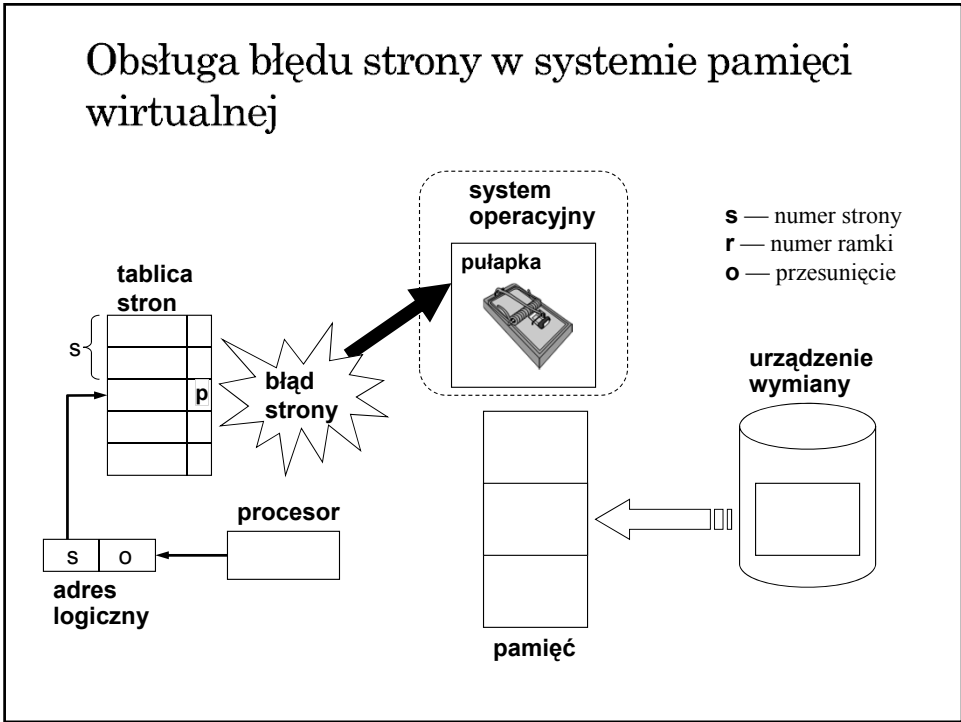 Obsługa błędu strony w systemie pamięci
wirtualnej
system
operacyjny
s — numer strony
r — numer ramki
o — przesunięcie
pułapka
tablica
stron
s
błąd
strony
p
urządzenie
wymiany
procesor
s o
adres
logiczny
pamięć